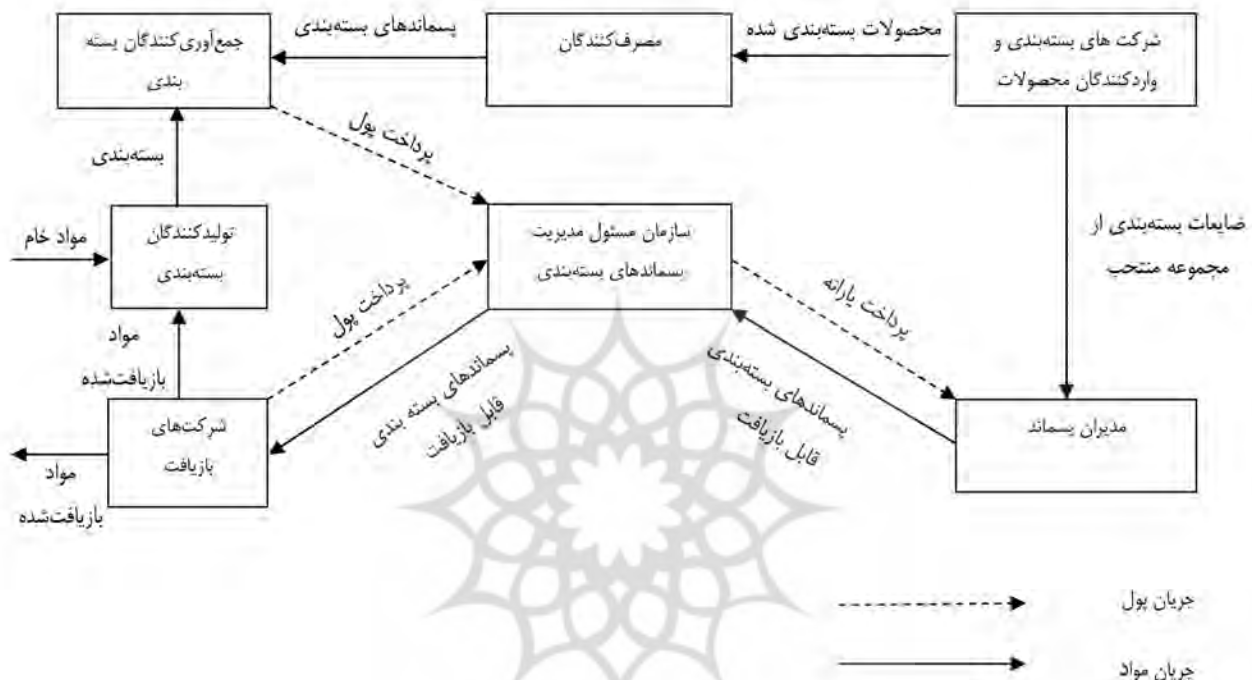 شرکت های بسته‌بندی و
واردکنندگان محصولات
محصولات بسته‌بندی شده
مصرف‌کنندگان
پسماندهای بسته‌بندی
جمع‌آوری‌کنندگان بسته
بندی
پرداخت پول
بسته‌بندی
تولیدکنندگان
بسته‌بندی
مواد خام
سازمان مسئول مدیریت
پسماندهای بسته‌بندی
ضایعات بسته‌بندی از
مجموعه منتحب
پرداخت یارانه
پرداخت پول
پسماندهای بسته‌بندی
قابل بازیافت
پسماندهای بسته بندی
قابل بازیافت
مواد
بازیافت‌شده
مدیران پسماند
شرکت‌های
بازیافت
مواد
بازیافت‌شده
جریان پول
جریان مواد